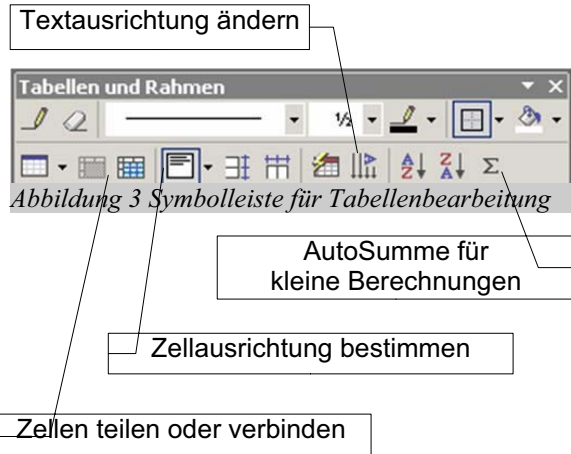 Textausrichtung ändern
Tabellen und Rahmen
½
A
Z
Z
A
Σ
Abbildung 3 Symbolleiste für Tabellenbearbeitung
AutoSumme für
kleine Berechnungen
Zellausrichtung bestimmen
Zellen teilen oder verbinden